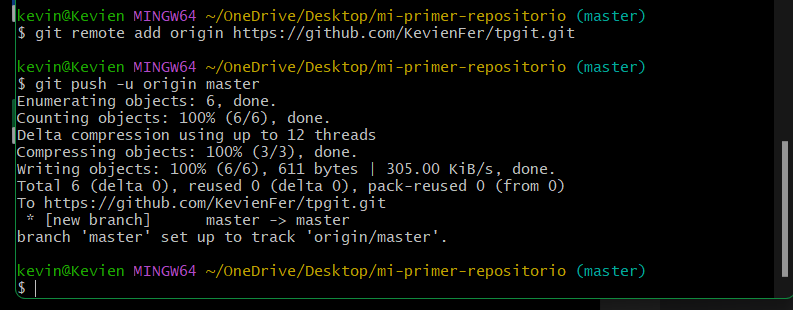 kevin@Kevien MINGW64 ~/OneDrive/Desktop/mi-primer-repositorio (master)
$ git remote add origin https://github.com/KevienFer/tpgit.git
kevin@Kevien MINGW64 ~/OneDrive/Desktop/mi-primer-repositorio (master)
$ git push -u origin master
Enumerating objects: 6, done.
Counting objects: 100% (6/6), done.
Delta compression using up to 12 threads
Compressing objects: 100% (3/3), done.
Writing objects: 100% (6/6), 611 bytes | 305.00 KiB/s, done.
Total 6 (delta 0), reused 0 (delta 0), pack-reused 0 (from 0)
To https://github.com/KevienFer/tpgit.git
 * [new branch]      master -> master
branch 'master' set up to track 'origin/master'.
kevin@Kevien MINGW64 ~/OneDrive/Desktop/mi-primer-repositorio (master)
$